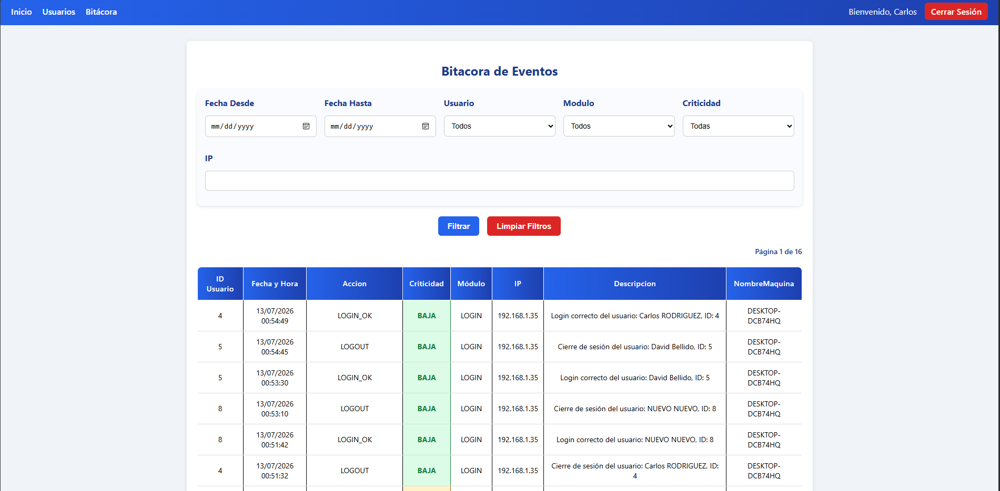 Inicio Usuarios Bitácora Bienvenido, Carlos Cerrar Sesión
Bitacora de Eventos
Fecha Desde Fecha Hasta Usuario Modulo Criticidad
mm/dd/yyyy mm/dd/yyyy Todos Todos Todas
IP
Filtrar Limpiar Filtros
Página 1 de 16
ID Usuario Fecha y Hora Accion Criticidad Módulo IP Descripcion NombreMaquina
4 13/07/2026 00:54:49 LOGIN_OK BAJA LOGIN 192.168.1.35 Login correcto del usuario: Carlos RODRIGUEZ, ID: 4 DESKTOP-DCB74HQ
5 13/07/2026 00:54:45 LOGOUT BAJA LOGIN 192.168.1.35 Cierre de sesión del usuario: David Bellido, ID: 5 DESKTOP-DCB74HQ
5 13/07/2026 00:53:30 LOGIN_OK BAJA LOGIN 192.168.1.35 Login correcto del usuario: David Bellido, ID: 5 DESKTOP-DCB74HQ
8 13/07/2026 00:53:10 LOGOUT BAJA LOGIN 192.168.1.35 Cierre de sesión del usuario: NUEVO NUEVO, ID: 8 DESKTOP-DCB74HQ
8 13/07/2026 00:51:42 LOGIN_OK BAJA LOGIN 192.168.1.35 Login correcto del usuario: NUEVO NUEVO, ID: 8 DESKTOP-DCB74HQ
4 13/07/2026 00:51:32 LOGOUT BAJA LOGIN 192.168.1.35 Cierre de sesión del usuario: Carlos RODRIGUEZ, ID: 4 DESKTOP-DCB74HQ